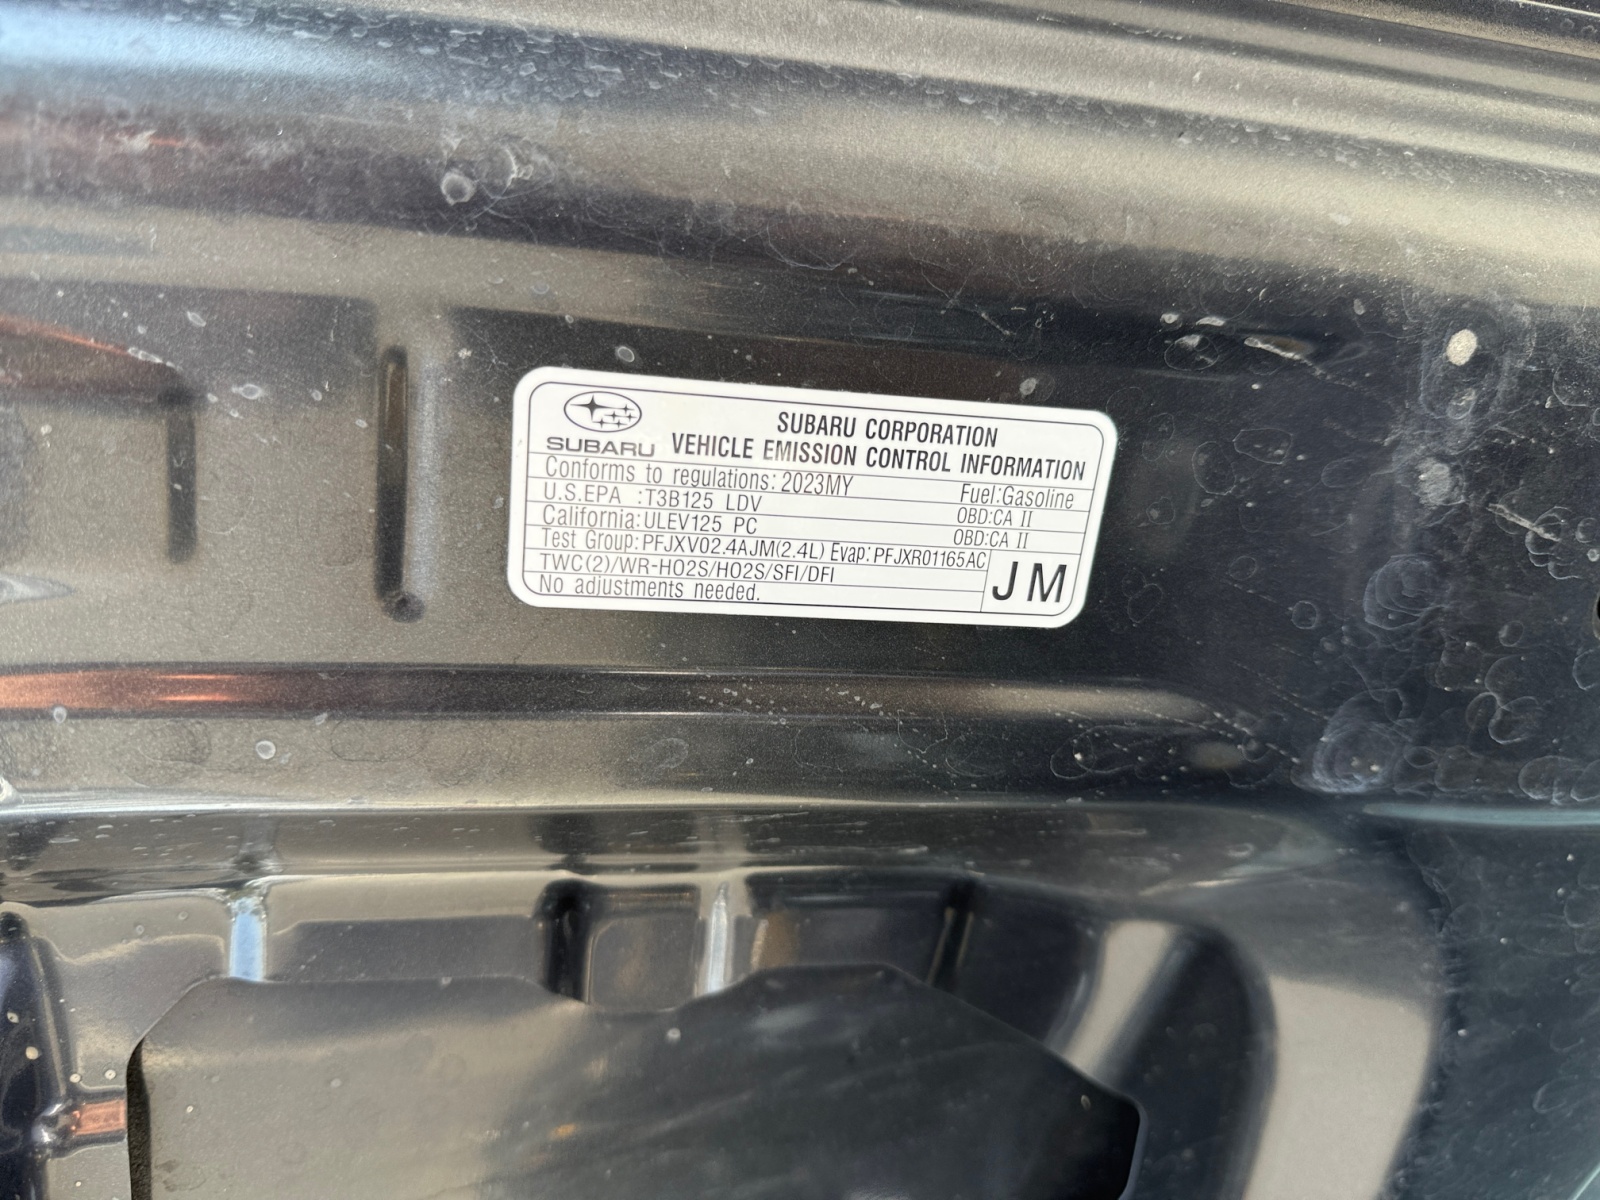 SUBARU
SUBARU CORPORATION
VEHICLE EMISSION CONTROL INFORMATION
Conforms to regulations: 2023MY Fuel:Gasoline
U.S.EPA :T3B125 LDV OBD:CA II
California:ULEV125 PC OBD:CA II
Test Group:PFJXV02.4AJM(2.4L) Evap:PFJXR01165AC
TWC(2)/WR-HO2S/HO2S/SFI/DFI
No adjustments needed.
JM